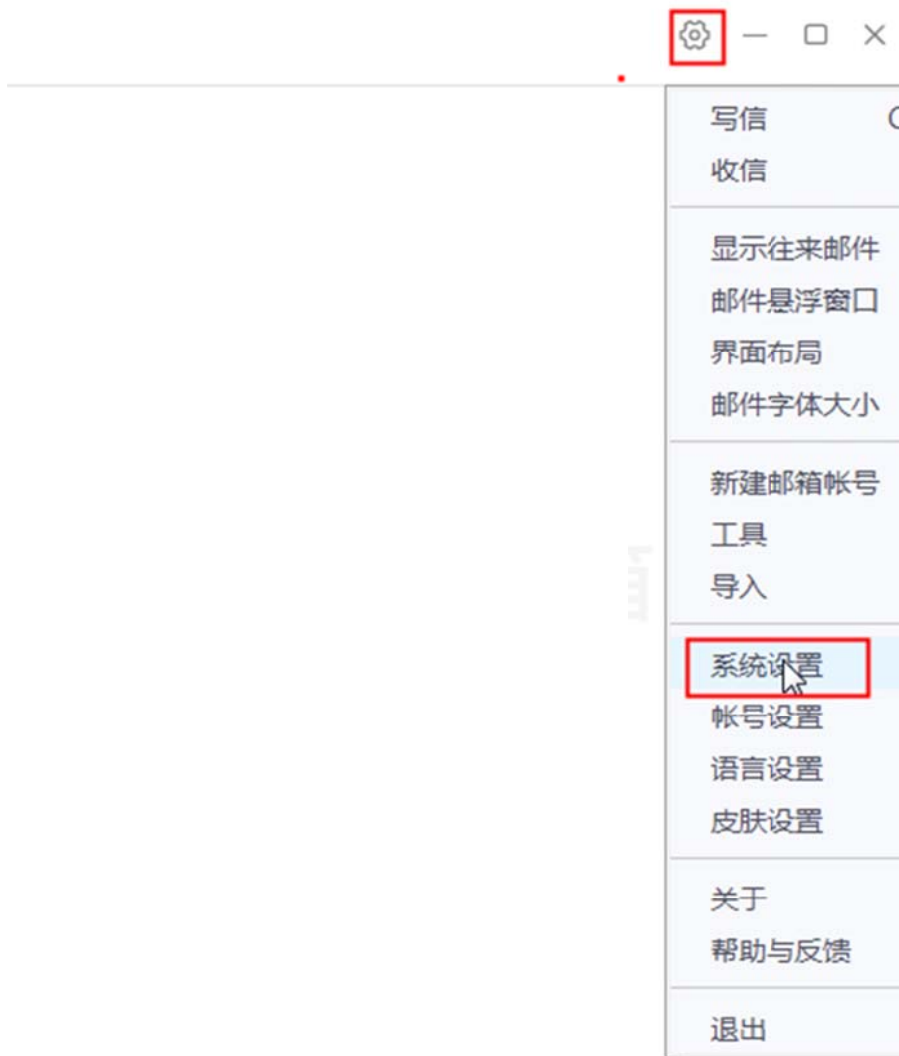 写信
收信
显示往来邮件
邮件悬浮窗口
界面布局
邮件字体大小
新建邮箱帐号
工具
导入
系统设置
帐号设置
语言设置
皮肤设置
关于
帮助与反馈
退出